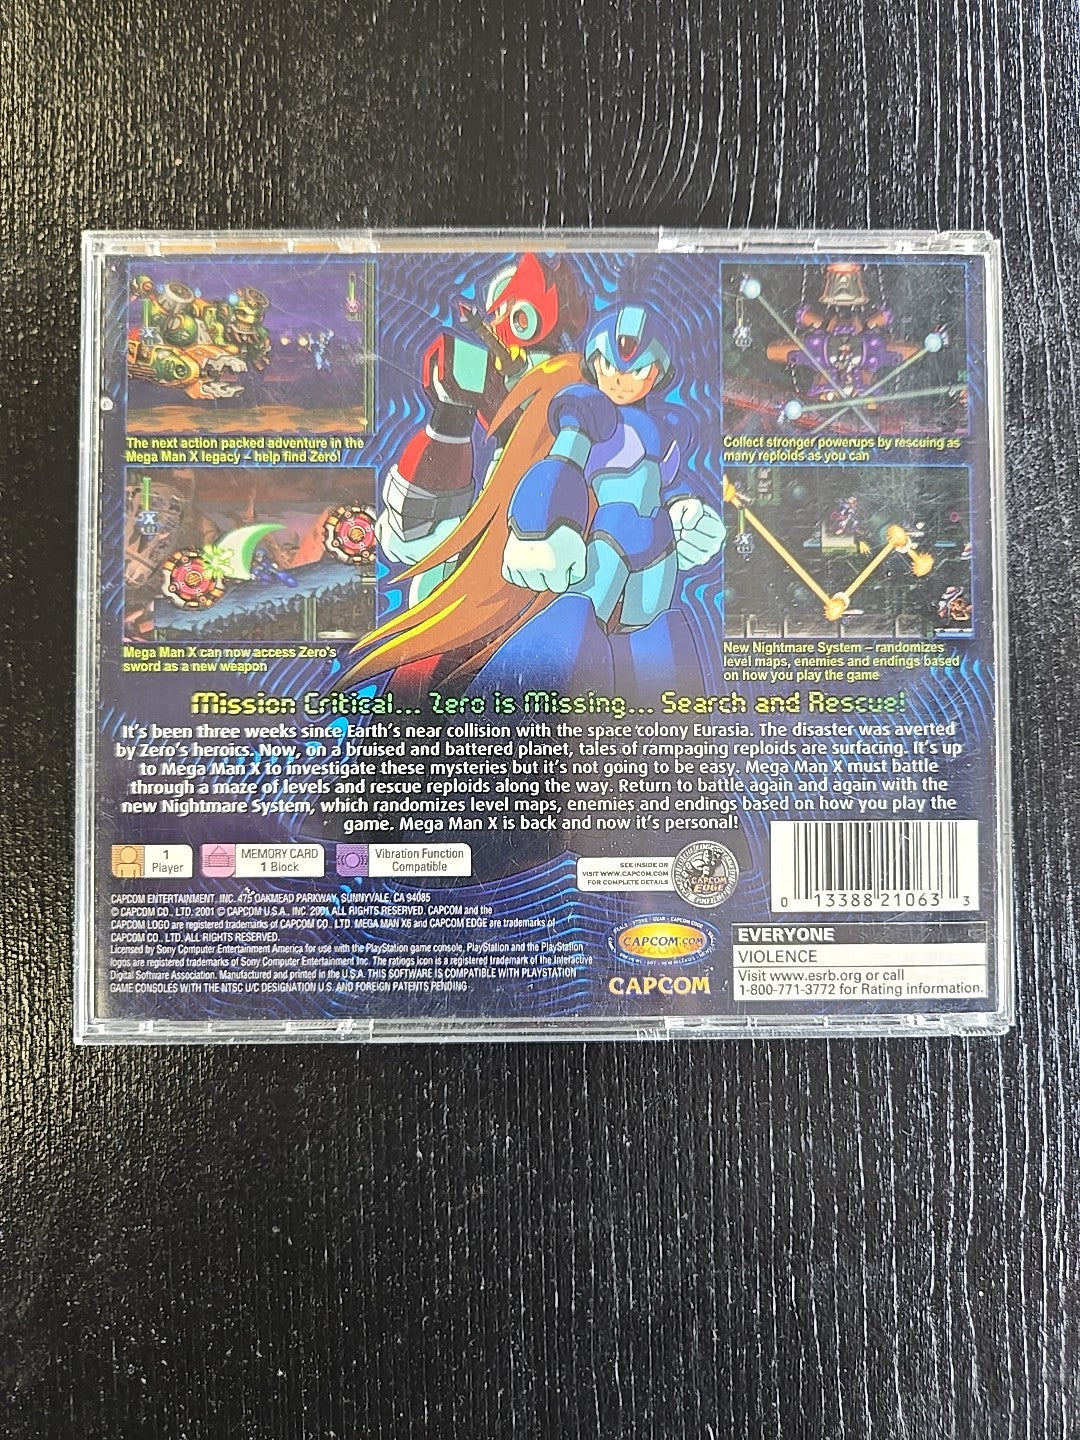 The next action packed adventure in the
Mega Man X legacy – help find Zero!
Collect stronger powerups by rescuing as
many reploids as you can
Mega Man X can now access Zero's
sword as a new weapon
New Nightmare System – randomizes
level maps, enemies and endings based
on how you play the game
Mission Critical... Zero is Missing... Search and Rescue!
It's been three weeks since Earth's near collision with the space colony Eurasia. The disaster was averted
by Zero's heroics. Now, on a bruised and battered planet, tales of rampaging reploids are surfacing. It's up
to Mega Man X to investigate these mysteries but it's not going to be easy. Mega Man X must battle
through a maze of levels and rescue reploids along the way. Return to battle again and again with the
new Nightmare System, which randomizes level maps, enemies and endings based on how you play the
game. Mega Man X is back and now it's personal!
1
Player
MEMORY CARD
1 Block
Vibration Function
Compatible
SEE INSIDE OR
VISIT WWW.CAPCOM.COM
FOR COMPLETE DETAILS
CAPCOM
EDGE
0 13388 21063 3
CAPCOM ENTERTAINMENT, INC. 475 OAKMEAD PARKWAY, SUNNYVALE, CA 94085
© CAPCOM CO., LTD. 2001 © CAPCOM U.S.A., INC. 2001 ALL RIGHTS RESERVED. CAPCOM and the
CAPCOM LOGO are registered trademarks of CAPCOM CO., LTD. MEGA MAN X6 and CAPCOM EDGE are trademarks of
CAPCOM CO., LTD. ALL RIGHTS RESERVED.
Licensed by Sony Computer Entertainment America for use with the PlayStation game console. PlayStation and the PlayStation
logos are registered trademarks of Sony Computer Entertainment Inc. The ratings icon is a registered trademark of the Interactive
Digital Software Association. Manufactured and printed in the U.S.A. THIS SOFTWARE IS COMPATIBLE WITH PLAYSTATION
GAME CONSOLES WITH THE NTSC U/C DESIGNATION U.S. AND FOREIGN PATENTS PENDING
CAPCOM.COM
CAPCOM
EVERYONE
VIOLENCE
Visit www.esrb.org or call
1-800-771-3772 for Rating information.